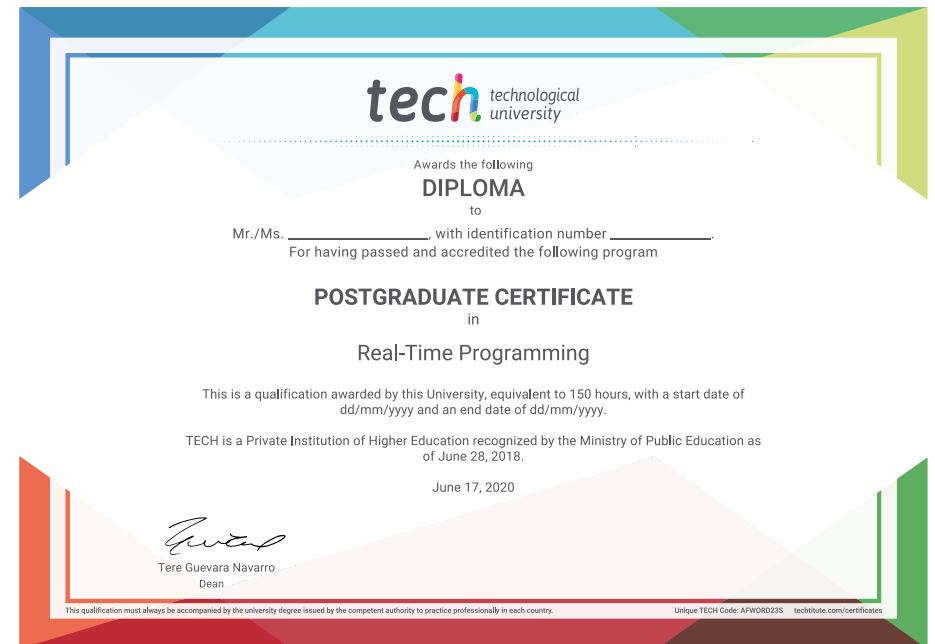 tech technological
university
Awards the following
DIPLOMA
to
Mr./Ms. ____________________, with identification number ______________.
For having passed and accredited the following program
POSTGRADUATE CERTIFICATE
in
Real-Time Programming
This is a qualification awarded by this University, equivalent to 150 hours, with a start date of
dd/mm/yyyy and an end date of dd/mm/yyyy.
TECH is a Private Institution of Higher Education recognized by the Ministry of Public Education as
of June 28, 2018.
June 17, 2020
Tere Guevara Navarro
Dean
This qualification must always be accompanied by the university degree issued by the competent authority to practice professionally in each country. Unique TECH Code: AFWORD23S techtitute.com/certificates